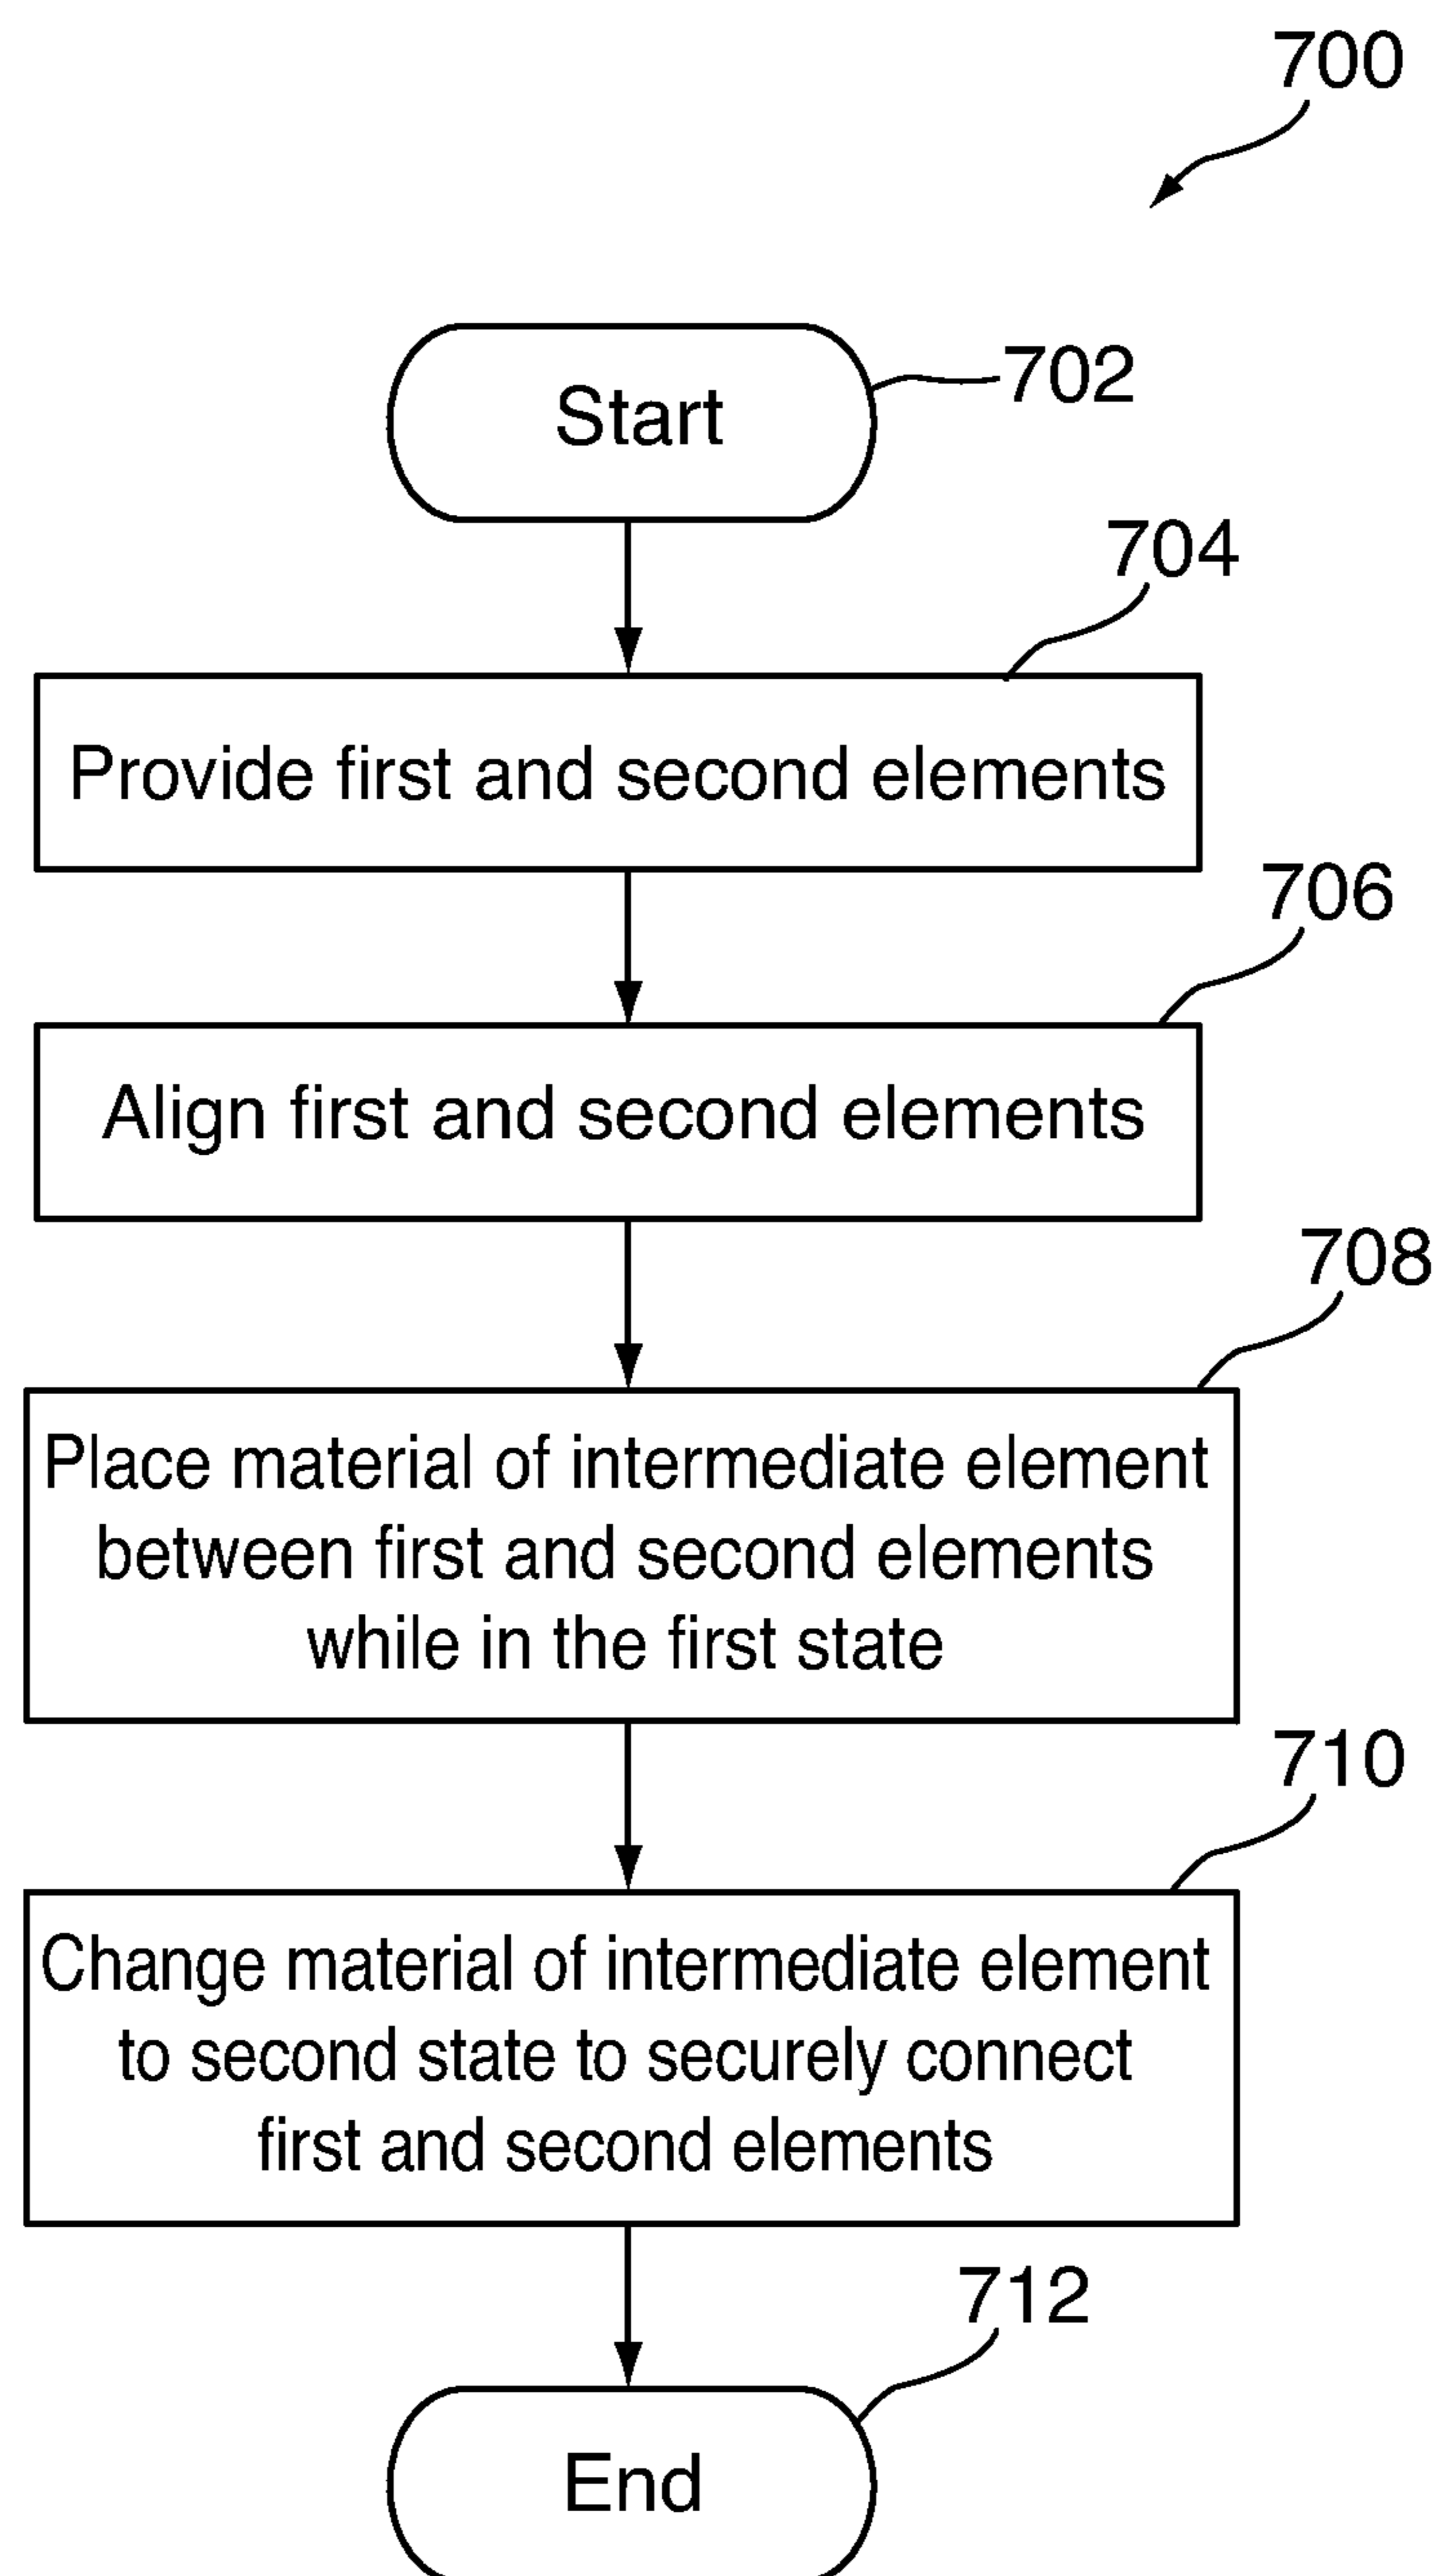 700
Start
702
704
Provide first and second elements
706
Align first and second elements
708
Place material of intermediate element
between first and second elements
while in the first state
710
Change material of intermediate element
to second state to securely connect
first and second elements
712
End